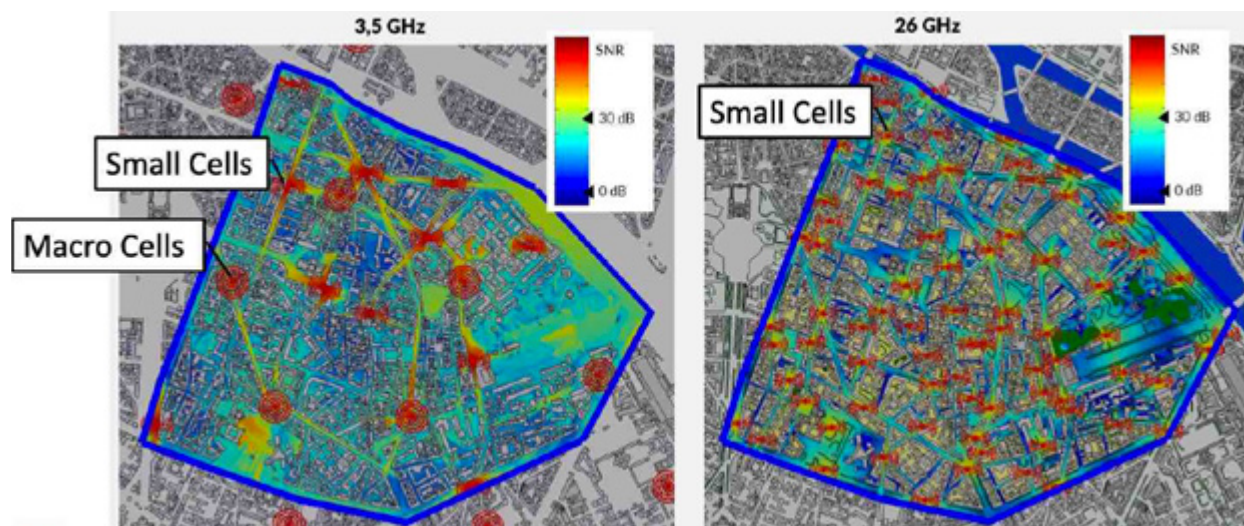 3,5 GHz
SNR
30 dB
0 dB
Small Cells
Macro Cells
26 GHz
SNR
30 dB
0 dB
Small Cells